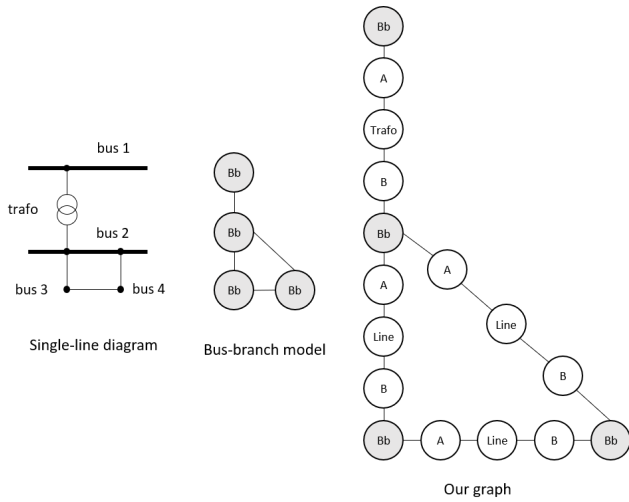 bus 1
trafo
bus 2
bus 3
bus 4
Single-line diagram
Bb
Bb
Bb
Bb
Bus-branch model
Bb
A
Trafo
B
Bb
A
Line
B
A
Line
B
Bb
A
Line
B
Bb
Our graph